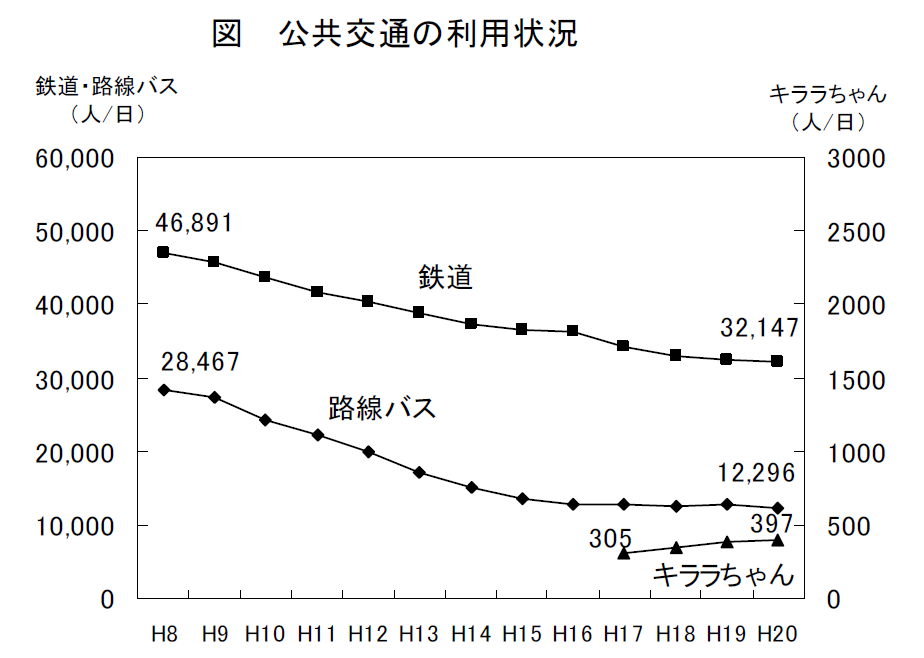 図　公共交通の利用状況
鉄道・路線バス
（人/日）
キララちゃん
（人/日）
60,000
50,000
40,000
30,000
20,000
10,000
0
3000
2500
2000
1500
1000
500
0
46,891
鉄道
32,147
28,467
路線バス
12,296
305
397
キララちゃん
H8 H9 H10 H11 H12 H13 H14 H15 H16 H17 H18 H19 H20